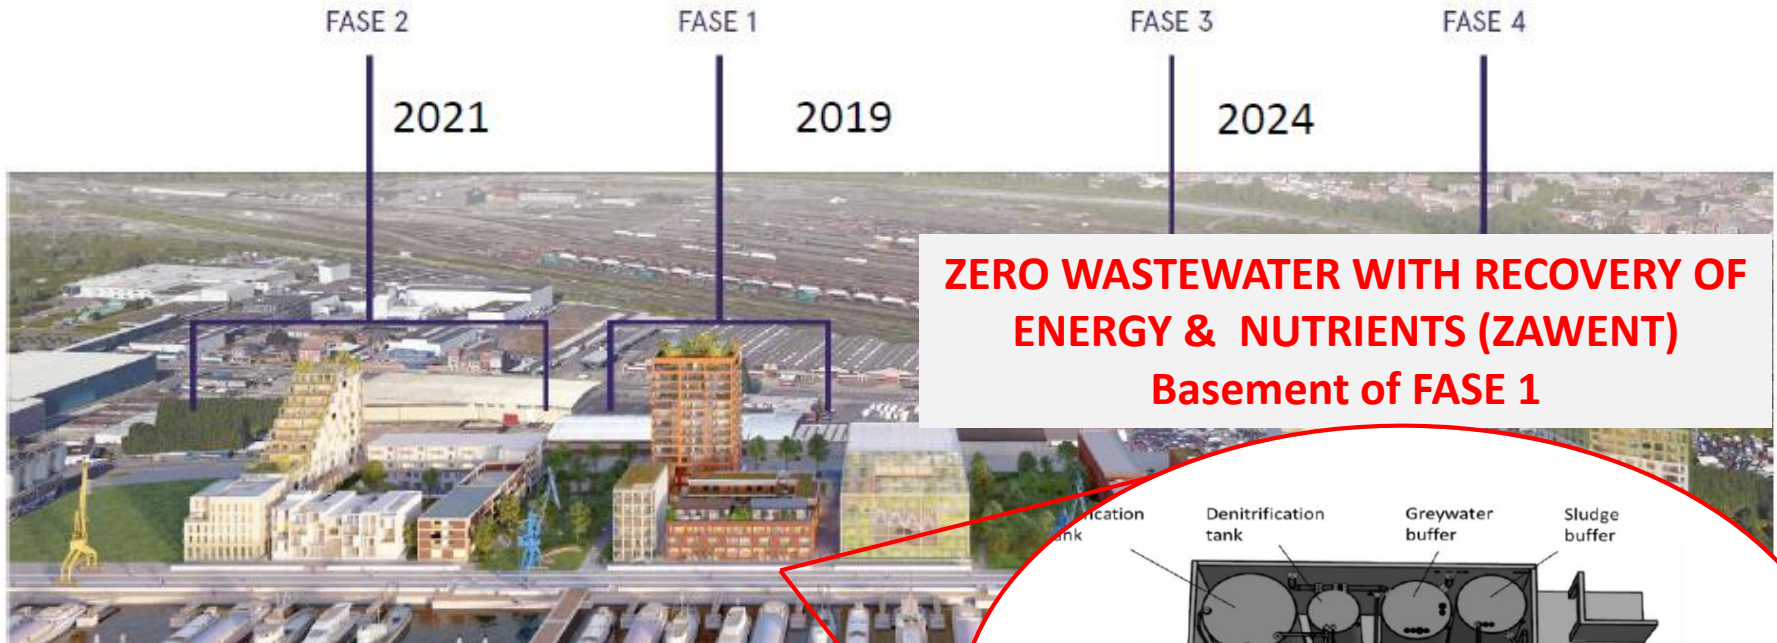 FASE 2
FASE 1
FASE 3
FASE 4
2021
2019
2024
ZERO WASTEWATER WITH RECOVERY OF
ENERGY & NUTRIENTS (ZAWENT)
Basement of FASE 1
Denitrification
tank
Greywater
buffer
Sludge
buffer